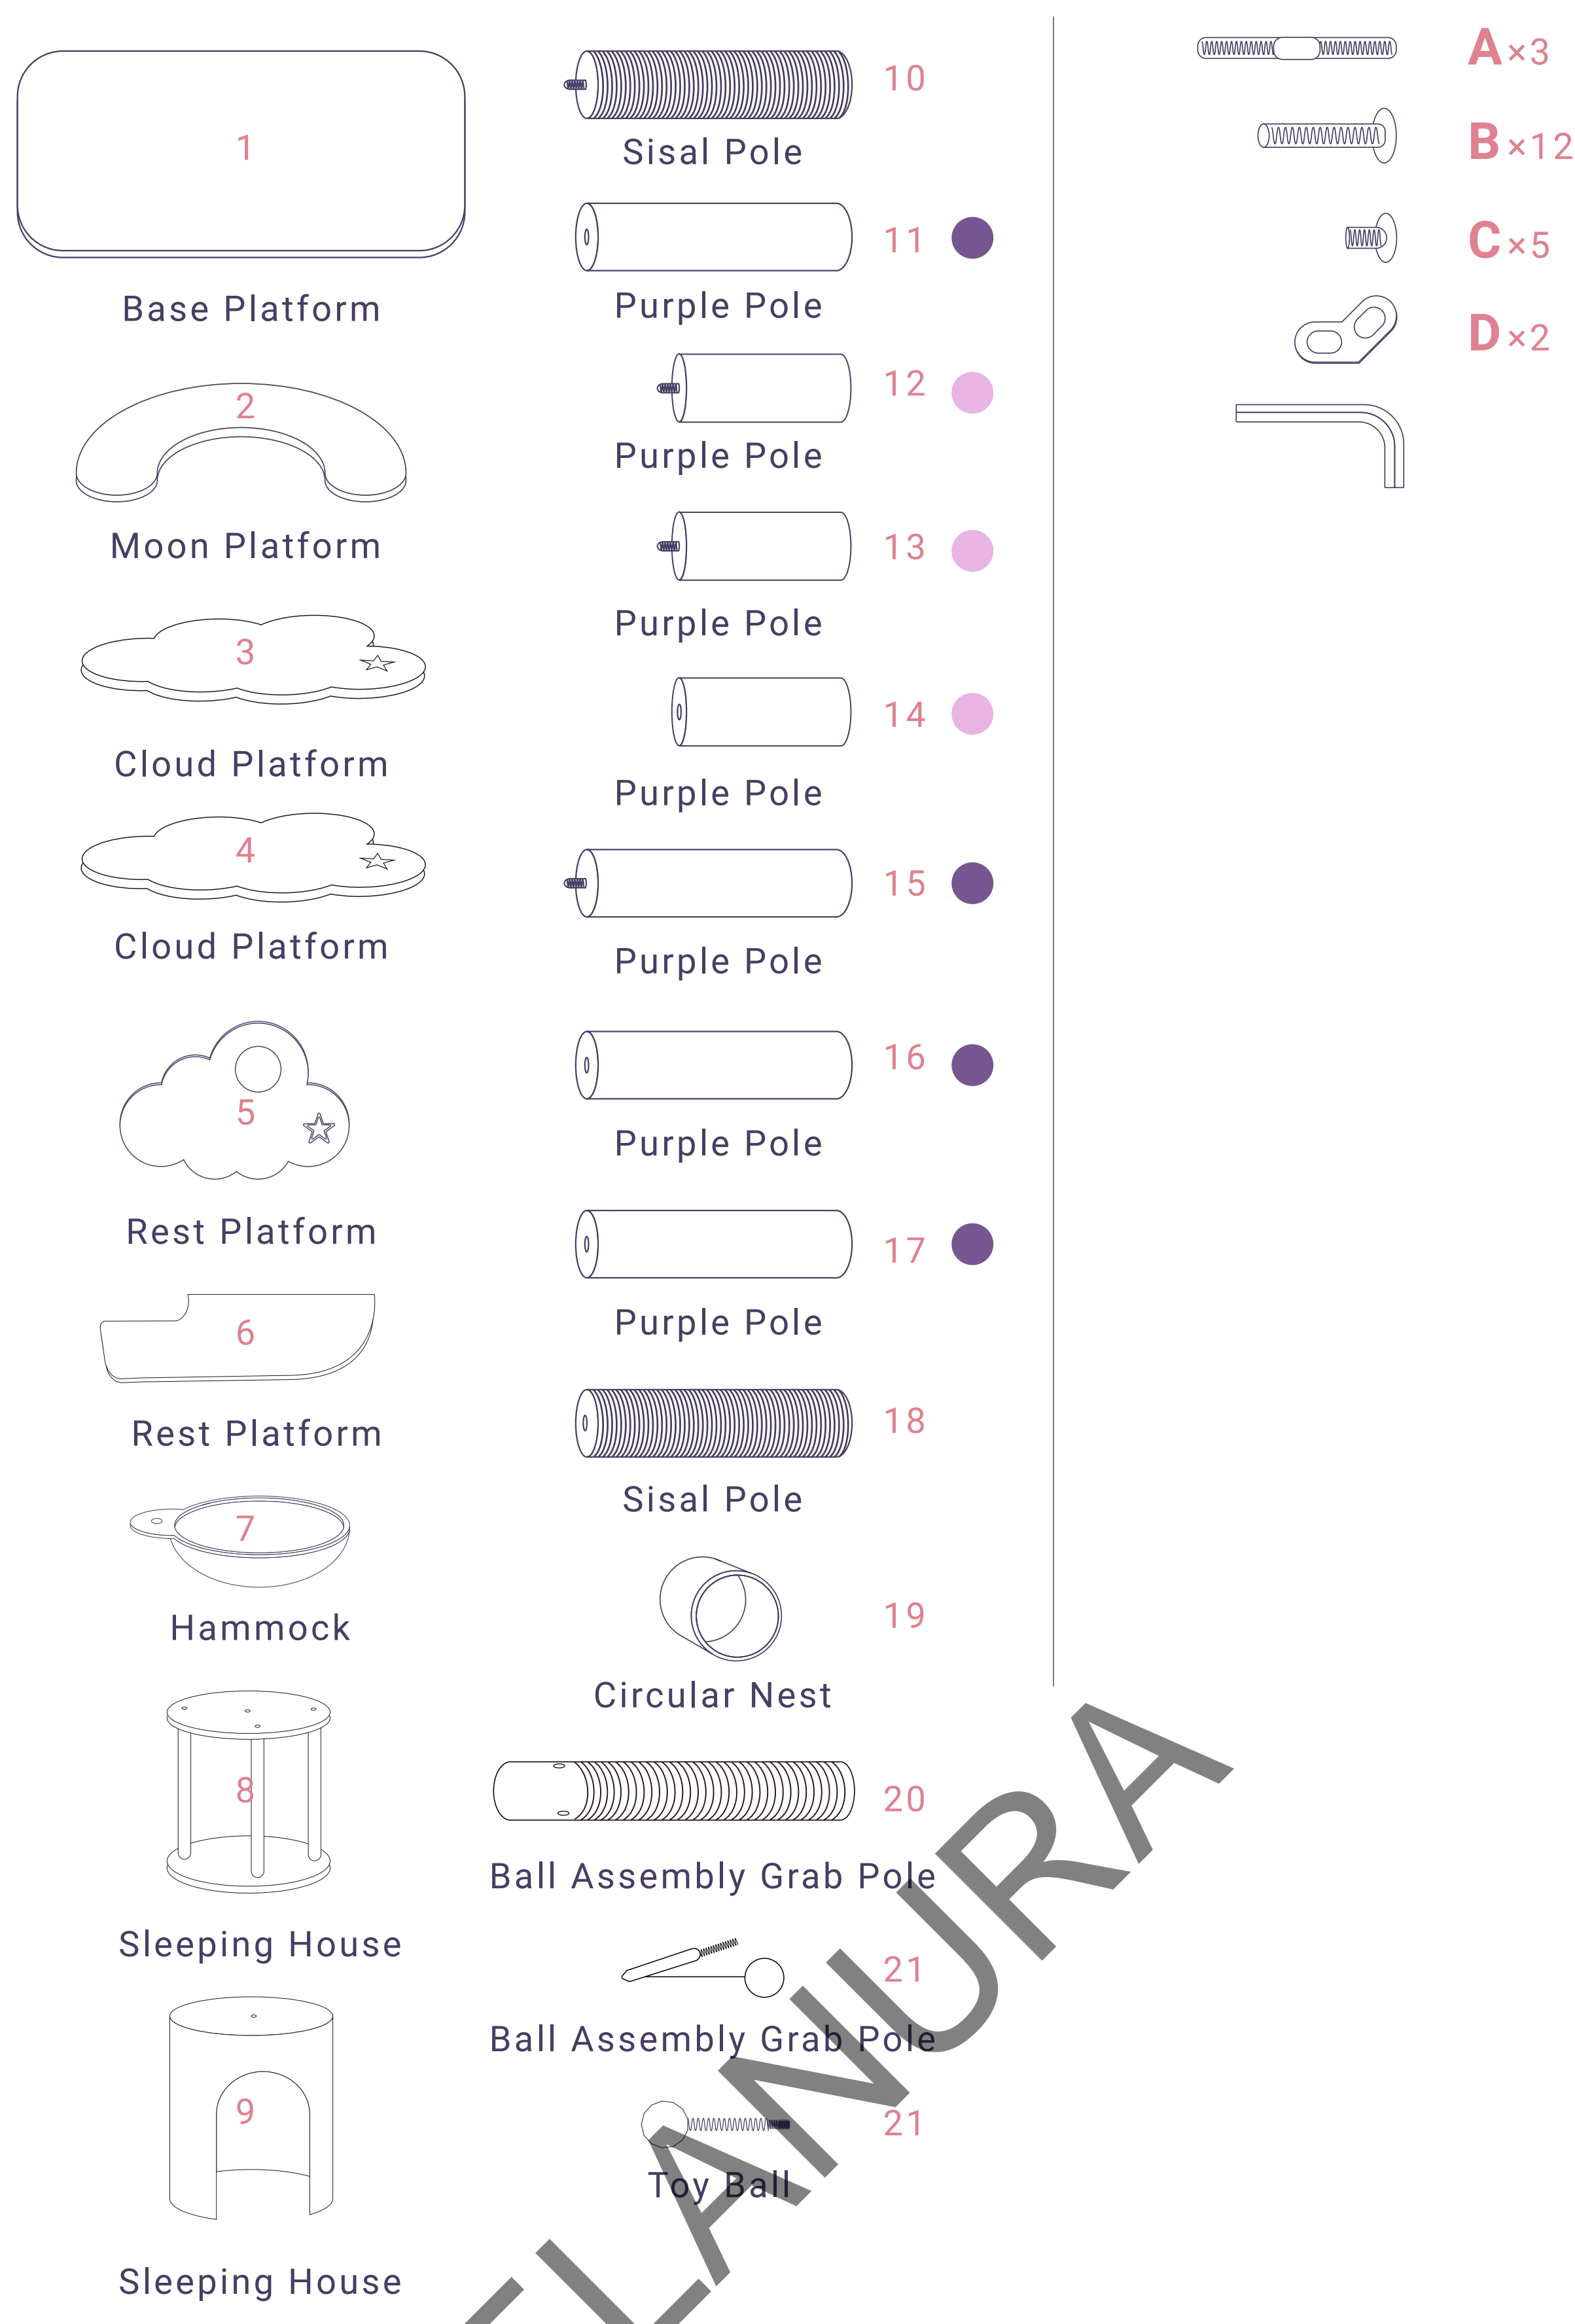 1
Base Platform
2
Moon Platform
3
Cloud Platform
4
Cloud Platform
5
Rest Platform
6
Rest Platform
7
Hammock
8
Sleeping House
9
Sleeping House
10
Sisal Pole
11
Purple Pole
12
Purple Pole
13
Purple Pole
14
Purple Pole
15
Purple Pole
16
Purple Pole
17
Purple Pole
18
Sisal Pole
19
Circular Nest
20
Ball Assembly Grab Pole
21
Ball Assembly Grab Pole
21
Toy Ball
A×3
B×12
C×5
D×2